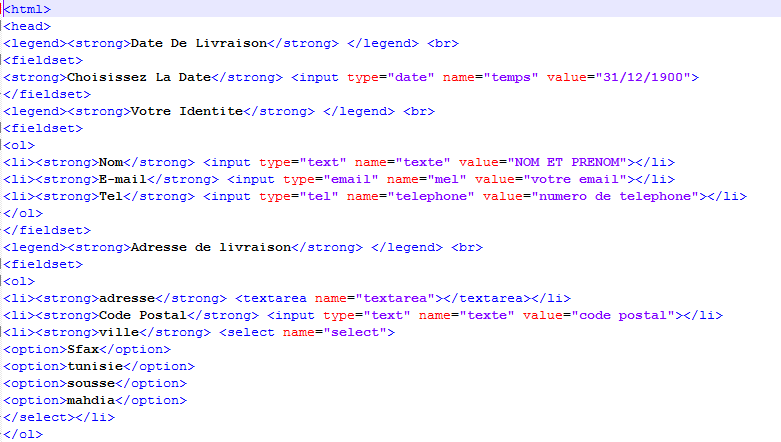 <html>
<head>
<legend><strong>Date De Livraison</strong> </legend> <br>
<fieldset>
<strong>Choisissez La Date</strong> <input type="date" name="temps" value="31/12/1900">
</fieldset>
<legend><strong>Votre Identite</strong> </legend> <br>
<fieldset>
<ol>
<li><strong>Nom</strong> <input type="text" name="texte" value="NOM ET PRENOM"></li>
<li><strong>E-mail</strong> <input type="email" name="mel" value="votre email"></li>
<li><strong>Tel</strong> <input type="tel" name="telephone" value="numero de telephone"></li>
</ol>
</fieldset>
<legend><strong>Adresse de livraison</strong> </legend> <br>
<fieldset>
<ol>
<li><strong>adresse</strong> <textarea name="textarea"></textarea></li>
<li><strong>Code Postal</strong> <input type="text" name="texte" value="code postal"></li>
<li><strong>ville</strong> <select name="select">
<option>Sfax</option>
<option>tunisie</option>
<option>sousse</option>
<option>mahdia</option>
</select></li>
</ol>